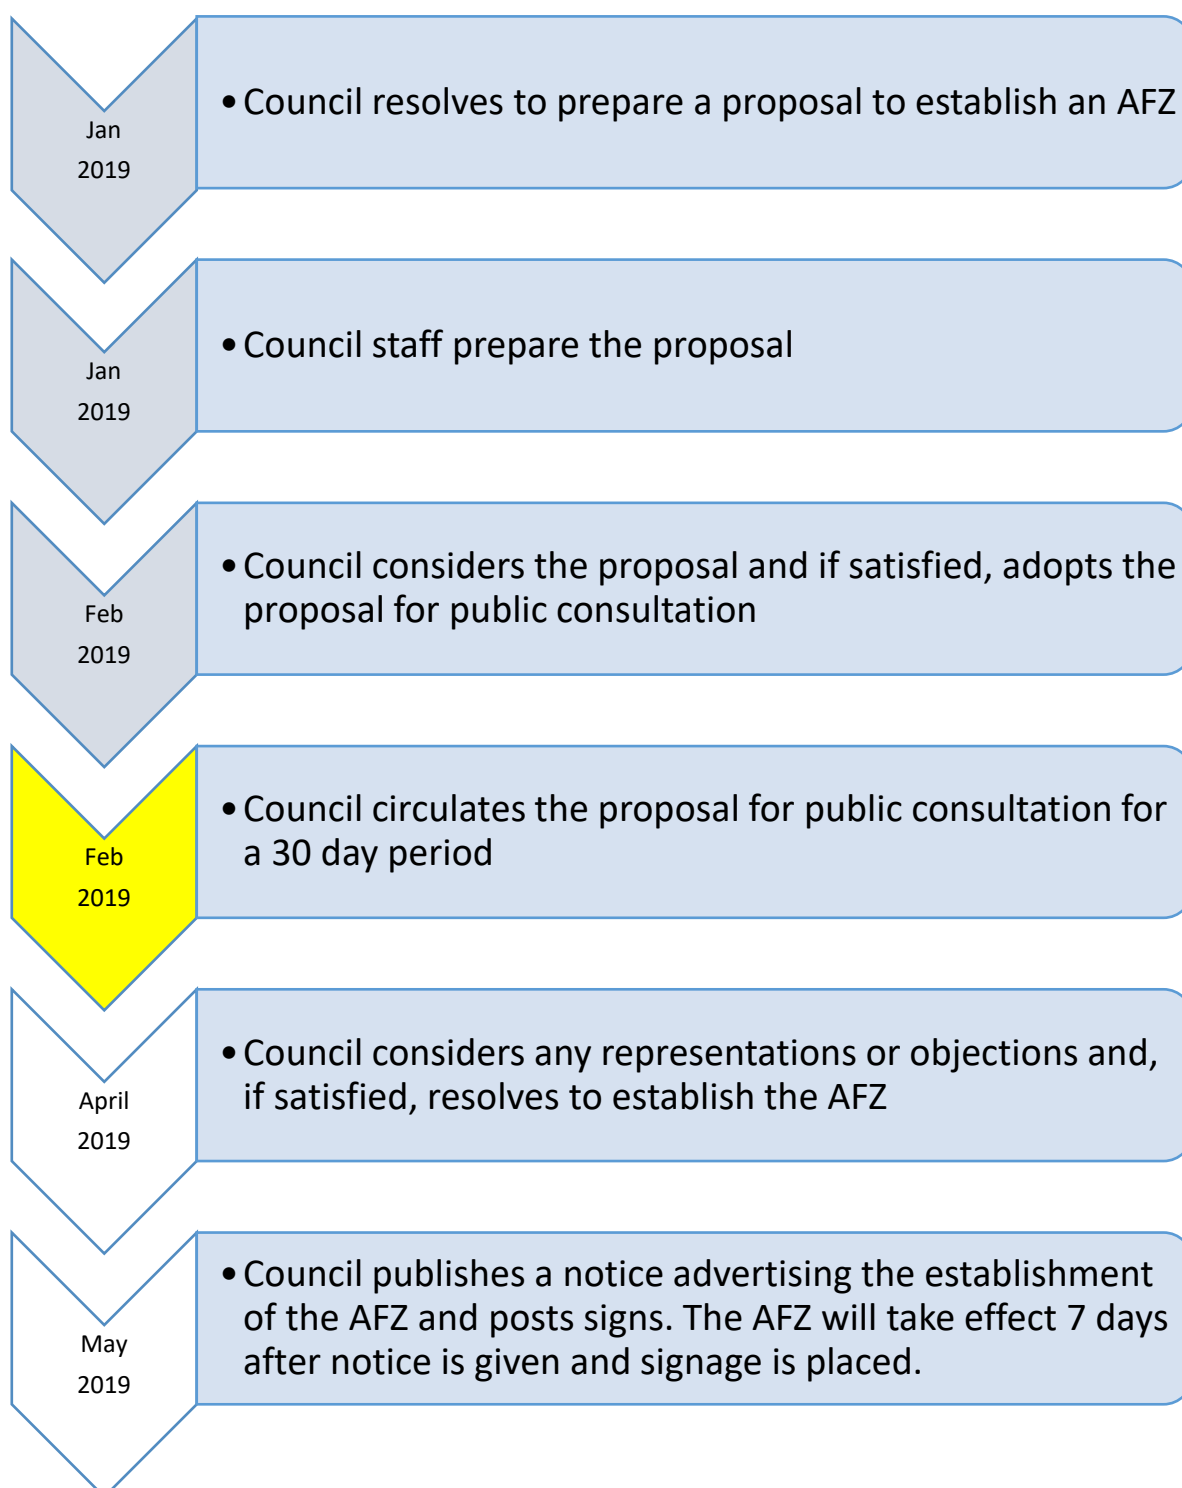 Jan
2019
•Council resolves to prepare a proposal to establish an AFZ
Jan
2019
•Council staff prepare the proposal
Feb
2019
•Council considers the proposal and if satisfied, adopts the
proposal for public consultation
Feb
2019
•Council circulates the proposal for public consultation for
a 30 day period
April
2019
•Council considers any representations or objections and,
if satisfied, resolves to establish the AFZ
May
2019
•Council publishes a notice advertising the establishment
of the AFZ and posts signs. The AFZ will take effect 7 days
after notice is given and signage is placed.